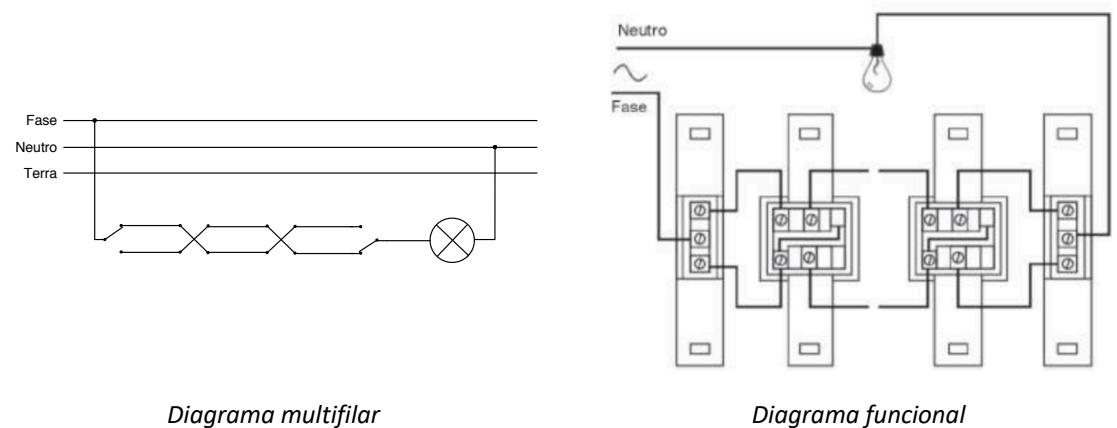 Fase
Neutro
Terra
Diagrama multifilar
Neutro
Fase
Diagrama funcional